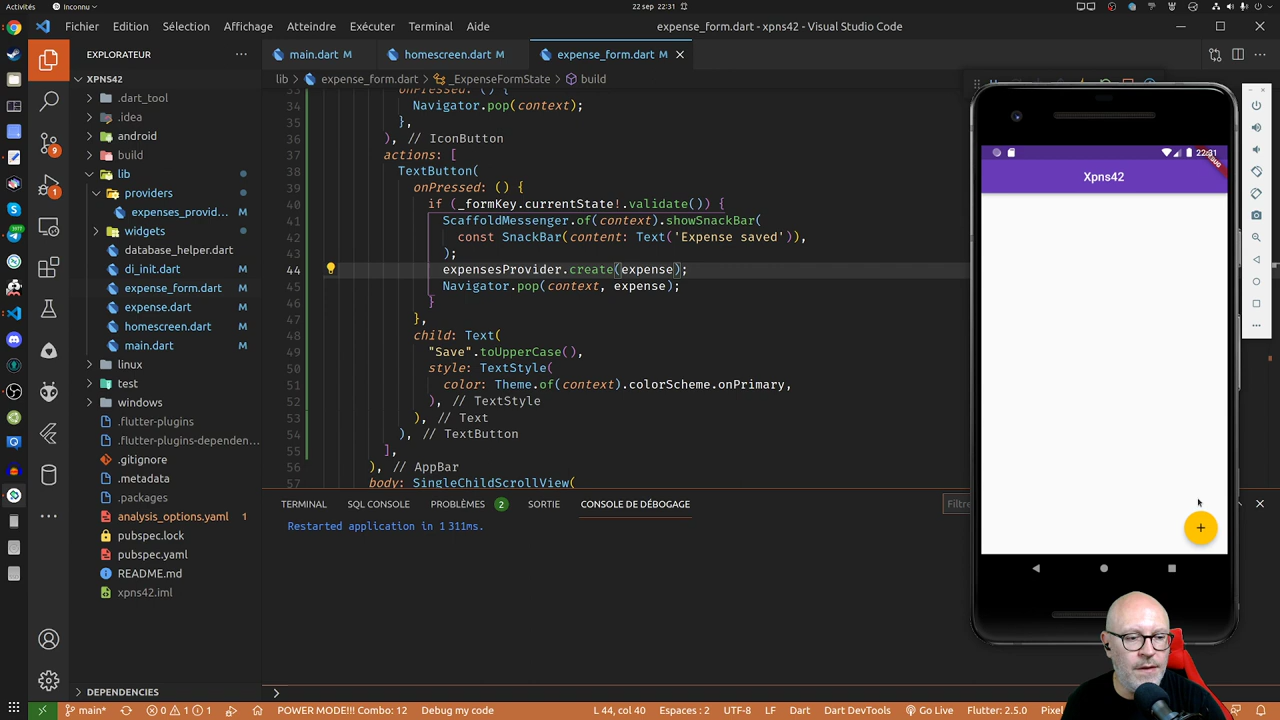 Activités
Inconnu
22 sep 22:31
Fichier Edition Sélection Affichage Atteindre Exécuter Terminal Aide
expense_form.dart - xpns42 - Visual Studio Code
EXPLORATEUR
main.dart M
homescreen.dart M
expense_form.dart M
XPNS42
lib > expense_form.dart > _ExpenseFormState > build
.dart_tool
.idea
android
build
lib
providers
expenses_provid...
widgets
database_helper.dart
di_init.dart M
expense_form.dart M
expense.dart M
homescreen.dart M
main.dart M
linux
test
windows
.flutter-plugins
.flutter-plugins-dependen...
.gitignore
.metadata
.packages
analysis_options.yaml 1
pubspec.lock
pubspec.yaml
README.md
xpns42.iml
DEPENDENCIES
33 onPressed: () {
34 Navigator.pop(context);
35 },
36 ), // IconButton
37 actions: [
38 TextButton(
39 onPressed: () {
40 if (_formKey.currentState!.validate()) {
41 ScaffoldMessenger.of(context).showSnackBar(
42 const SnackBar(content: Text('Expense saved')),
43 );
44 expensesProvider.create(expense);
45 Navigator.pop(context, expense);
46 }
47 },
48 child: Text(
49 "Save".toUpperCase(),
50 style: TextStyle(
51 color: Theme.of(context).colorScheme.onPrimary,
52 ), // TextStyle
53 ), // Text
54 ), // TextButton
55 ],
56 ), // AppBar
57 body: SingleChildScrollView(
TERMINAL SQL CONSOLE PROBLÈMES 2 SORTIE CONSOLE DE DÉBOGAGE
Filtre
Restarted application in 1 311ms.
22:31
Xpns42
9
1
main*
0 1 1
POWER MODE!!! Combo: 12
Debug my code
L 44, col 40
Espaces : 2
UTF-8
LF
Dart
Dart DevTools
Go Live
Flutter: 2.5.0
Pixel